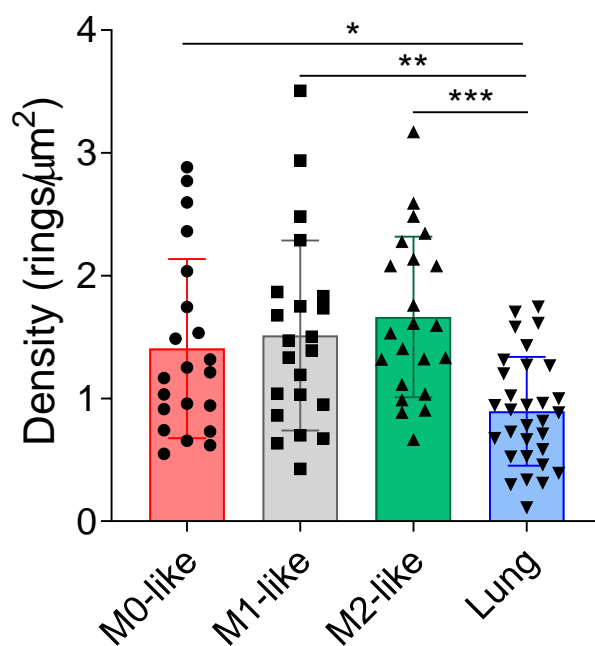 *
**
***
4
3
2
1
0
Density (rings/µm²)
M0-like
M1-like
M2-like
Lung